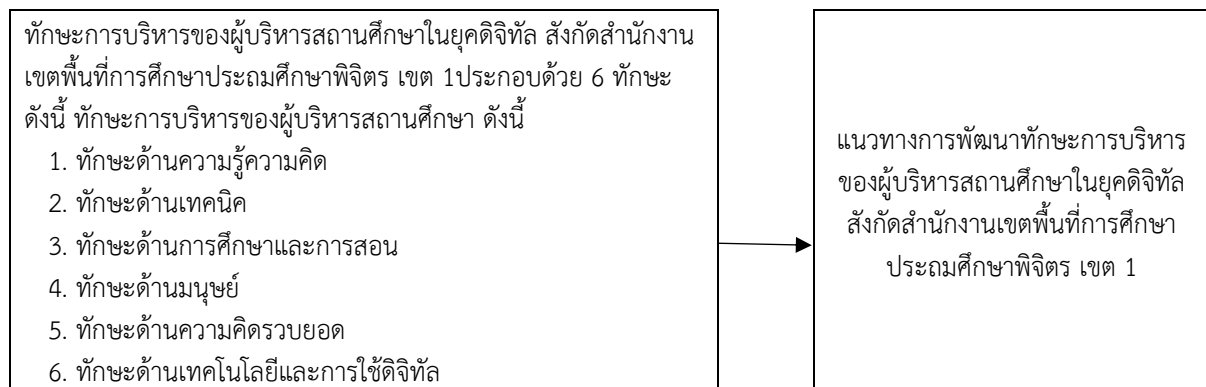 ทักษะการบริหารของผู้บริหารสถานศึกษาในยุคดิจิทัล สังกัดสำนักงาน
เขตพื้นที่การศึกษาประถมศึกษาพิจิตร เขต 1ประกอบด้วย 6 ทักษะ
ดังนี้ ทักษะการบริหารของผู้บริหารสถานศึกษา ดังนี้
1. ทักษะด้านความรู้ความคิด
2. ทักษะด้านเทคนิค
3. ทักษะด้านการศึกษาและการสอน
4. ทักษะด้านมนุษย์
5. ทักษะด้านความคิดรวบยอด
6. ทักษะด้านเทคโนโลยีและการใช้ดิจิทัล
แนวทางการพัฒนาทักษะการบริหาร
ของผู้บริหารสถานศึกษาในยุคดิจิทัล
สังกัดสำนักงานเขตพื้นที่การศึกษา
ประถมศึกษาพิจิตร เขต 1